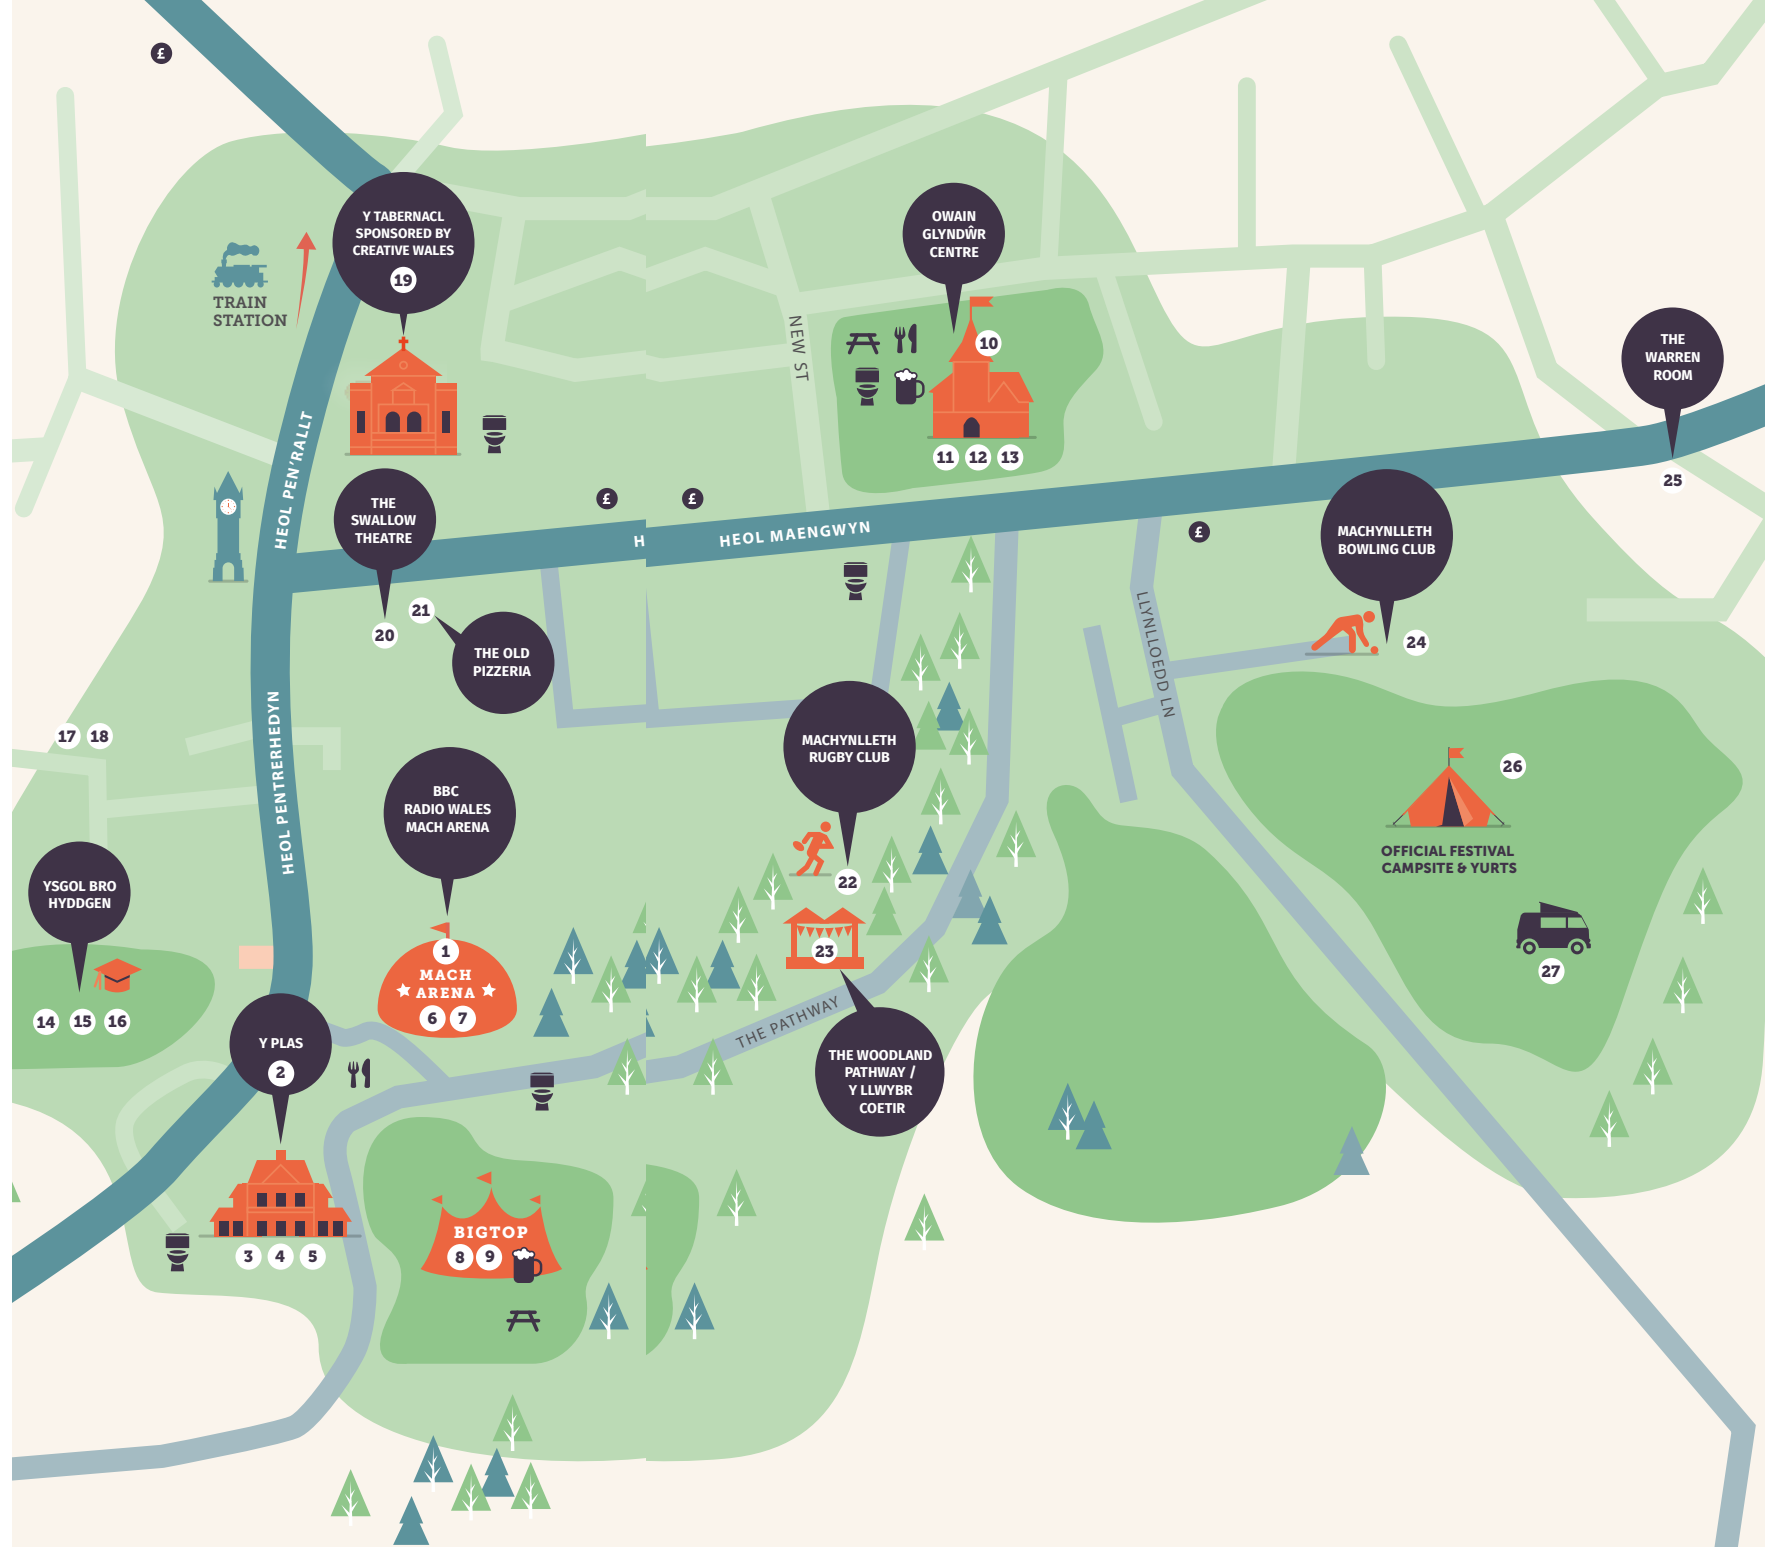 £
Y TABERNACL
SPONSORED BY
CREATIVE WALES
19
TRAIN
STATION
OWAIN
GLYNDŴR
CENTRE
10
11 12 13
NEW ST
THE
WARREN
ROOM
25
HEOL PEN'RALLT
THE
SWALLOW
THEATRE
20
21
THE OLD
PIZZERIA
£
£
H
HEOL MAENGWYN
£
MACHYNLLETH
BOWLING CLUB
24
LLYNLLOEDD LN
17 18
HEOL PENTRERHEDYN
BBC
RADIO WALES
MACH ARENA
1
MACH
ARENA
6 7
MACHYNLLETH
RUGBY CLUB
22
23
26
OFFICIAL FESTIVAL
CAMPSITE & YURTS
27
YSGOL BRO
HYDDGEN
14 15 16
Y PLAS
2
3 4 5
THE PATHWAY
THE WOODLAND
PATHWAY /
Y LLWYBR
COETIR
BIGTOP
8 9